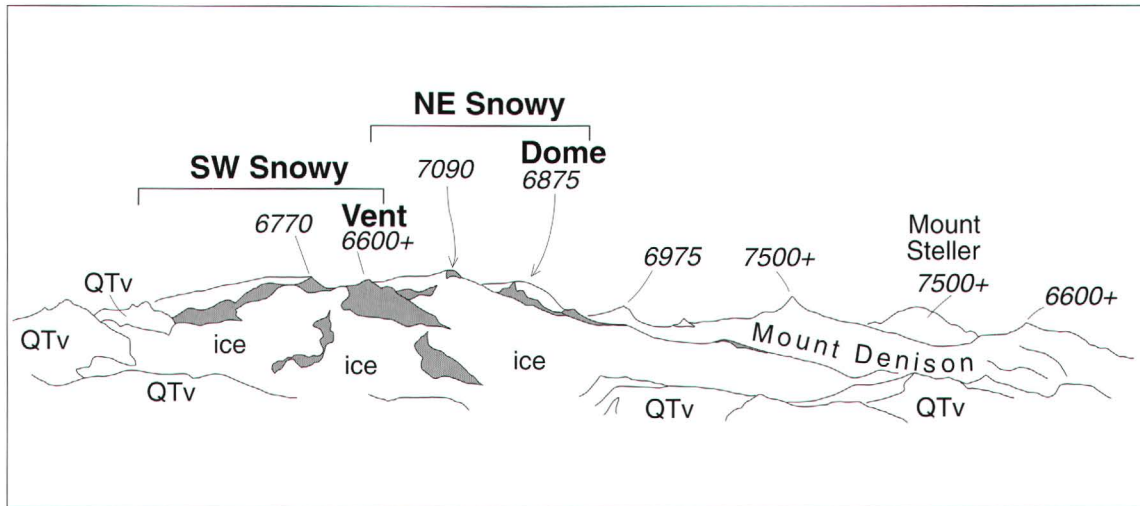 NE Snowy
SW Snowy
7090
Dome
6875
6770
Vent
6600+
Mount
Steller
7500+
6975
7500+
6600+
QTv
QTv
ice
ice
ice
Mount Denison
QTv
QTv
QTv